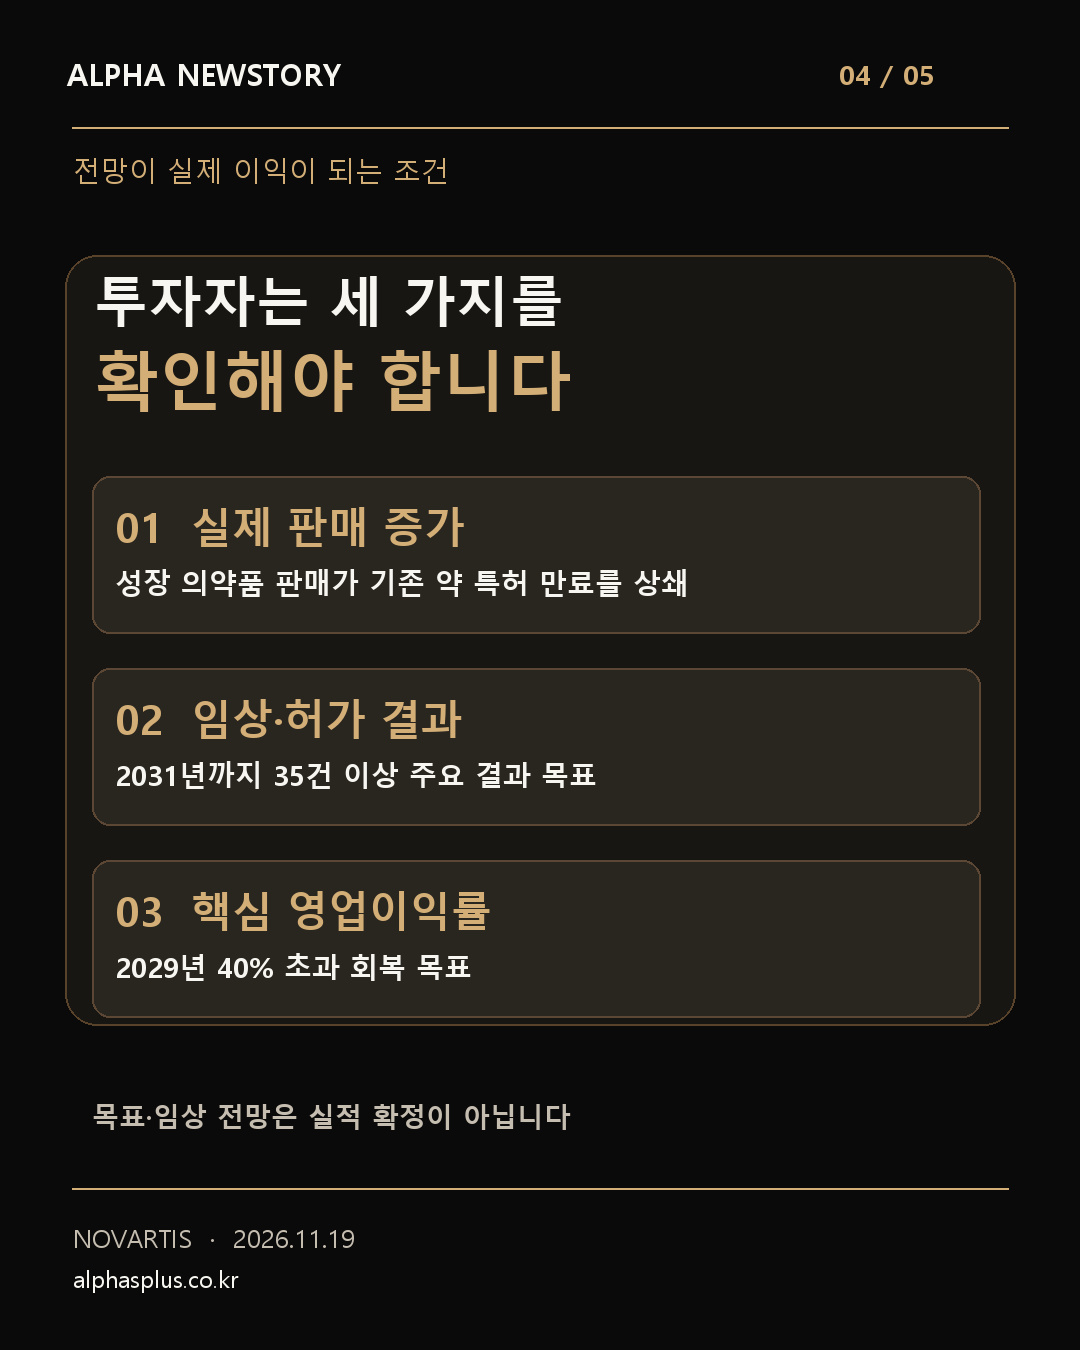 ALPHA NEWSTORY
04 / 05
전망이 실제 이익이 되는 조건
투자자는 세 가지를
확인해야 합니다
01 실제 판매 증가
성장 의약품 판매가 기존 약 특허 만료를 상쇄
02 임상·허가 결과
2031년까지 35건 이상 주요 결과 목표
03 핵심 영업이익률
2029년 40% 초과 회복 목표
목표·임상 전망은 실적 확정이 아닙니다
NOVARTIS · 2026.11.19
alphasplus.co.kr